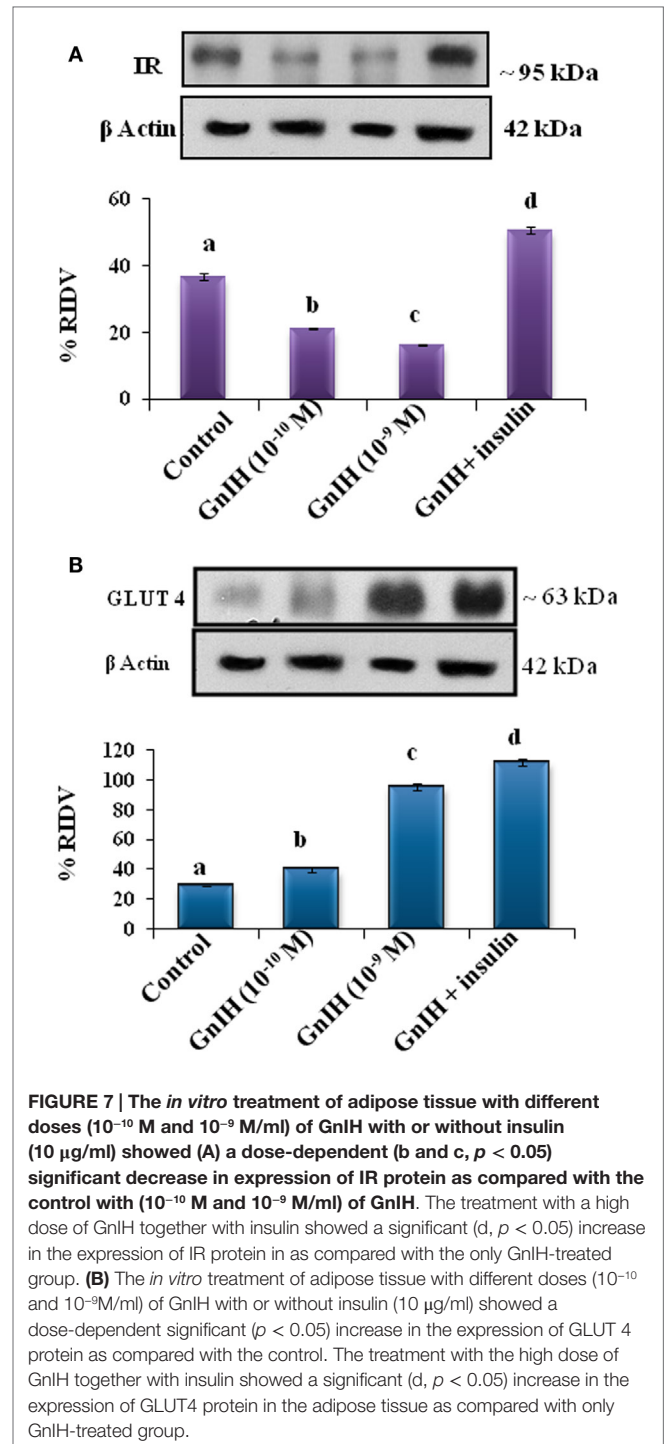 A
IR
~ 95 kDa
β Actin
42 kDa
60
40
20
0
% RIDV
a
b
c
d
Control
GnIH (10⁻¹⁰ M)
GnIH (10⁻⁹ M)
GnIH+ insulin
B
GLUT 4
~ 63 kDa
β Actin
42 kDa
120
100
80
60
40
20
0
% RIDV
a
b
c
d
Control
GnIH (10⁻¹⁰ M)
GnIH (10⁻⁹ M)
GnIH + insulin
FIGURE 7 | The in vitro treatment of adipose tissue with different
doses (10⁻¹⁰ M and 10⁻⁹ M/ml) of GnIH with or without insulin
(10 μg/ml) showed (A) a dose-dependent (b and c, p < 0.05)
significant decrease in expression of IR protein as compared with the
control with (10⁻¹⁰ M and 10⁻⁹ M/ml) of GnIH. The treatment with a high
dose of GnIH together with insulin showed a significant (d, p < 0.05) increase
in the expression of IR protein in as compared with the only GnIH-treated
group. (B) The in vitro treatment of adipose tissue with different doses (10⁻¹⁰
and 10⁻⁹M/ml) of GnIH with or without insulin (10 μg/ml) showed a
dose-dependent significant (p < 0.05) increase in the expression of GLUT 4
protein as compared with the control. The treatment with the high dose of
GnIH together with insulin showed a significant (d, p < 0.05) increase in the
expression of GLUT4 protein in the adipose tissue as compared with only
GnIH-treated group.